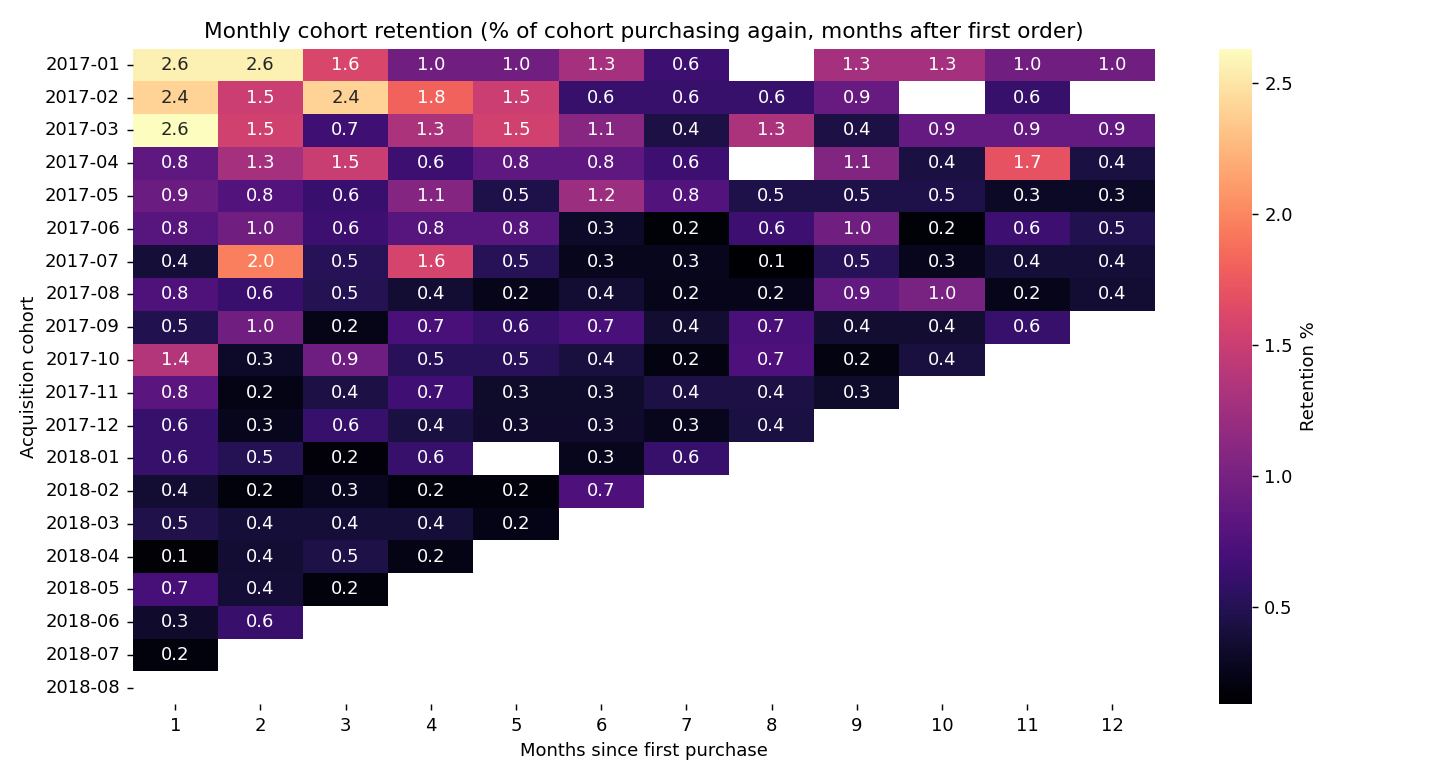 Monthly cohort retention (% of cohort purchasing again, months after first order)
2017-01 2.6 2.6 1.6 1.0 1.0 1.3 0.6 1.3 1.3 1.0 1.0
2017-02 2.4 1.5 2.4 1.8 1.5 0.6 0.6 0.6 0.9 0.6
2017-03 2.6 1.5 0.7 1.3 1.5 1.1 0.4 1.3 0.4 0.9 0.9 0.9
2017-04 0.8 1.3 1.5 0.6 0.8 0.8 0.6 1.1 0.4 1.7 0.4
2017-05 0.9 0.8 0.6 1.1 0.5 1.2 0.8 0.5 0.5 0.5 0.3 0.3
2017-06 0.8 1.0 0.6 0.8 0.8 0.3 0.2 0.6 1.0 0.2 0.6 0.5
2017-07 0.4 2.0 0.5 1.6 0.5 0.3 0.3 0.1 0.5 0.3 0.4 0.4
2017-08 0.8 0.6 0.5 0.4 0.2 0.4 0.2 0.2 0.9 1.0 0.2 0.4
2017-09 0.5 1.0 0.2 0.7 0.6 0.7 0.4 0.7 0.4 0.4 0.6
2017-10 1.4 0.3 0.9 0.5 0.5 0.4 0.2 0.7 0.2 0.4
2017-11 0.8 0.2 0.4 0.7 0.3 0.3 0.4 0.4 0.3
2017-12 0.6 0.3 0.6 0.4 0.3 0.3 0.3 0.4
2018-01 0.6 0.5 0.2 0.6 0.3 0.6
2018-02 0.4 0.2 0.3 0.2 0.2 0.7
2018-03 0.5 0.4 0.4 0.4 0.2
2018-04 0.1 0.4 0.5 0.2
2018-05 0.7 0.4 0.2
2018-06 0.3 0.6
2018-07 0.2
2018-08
1 2 3 4 5 6 7 8 9 10 11 12
Months since first purchase
Acquisition cohort
2.5
2.0
1.5
1.0
0.5
Retention %